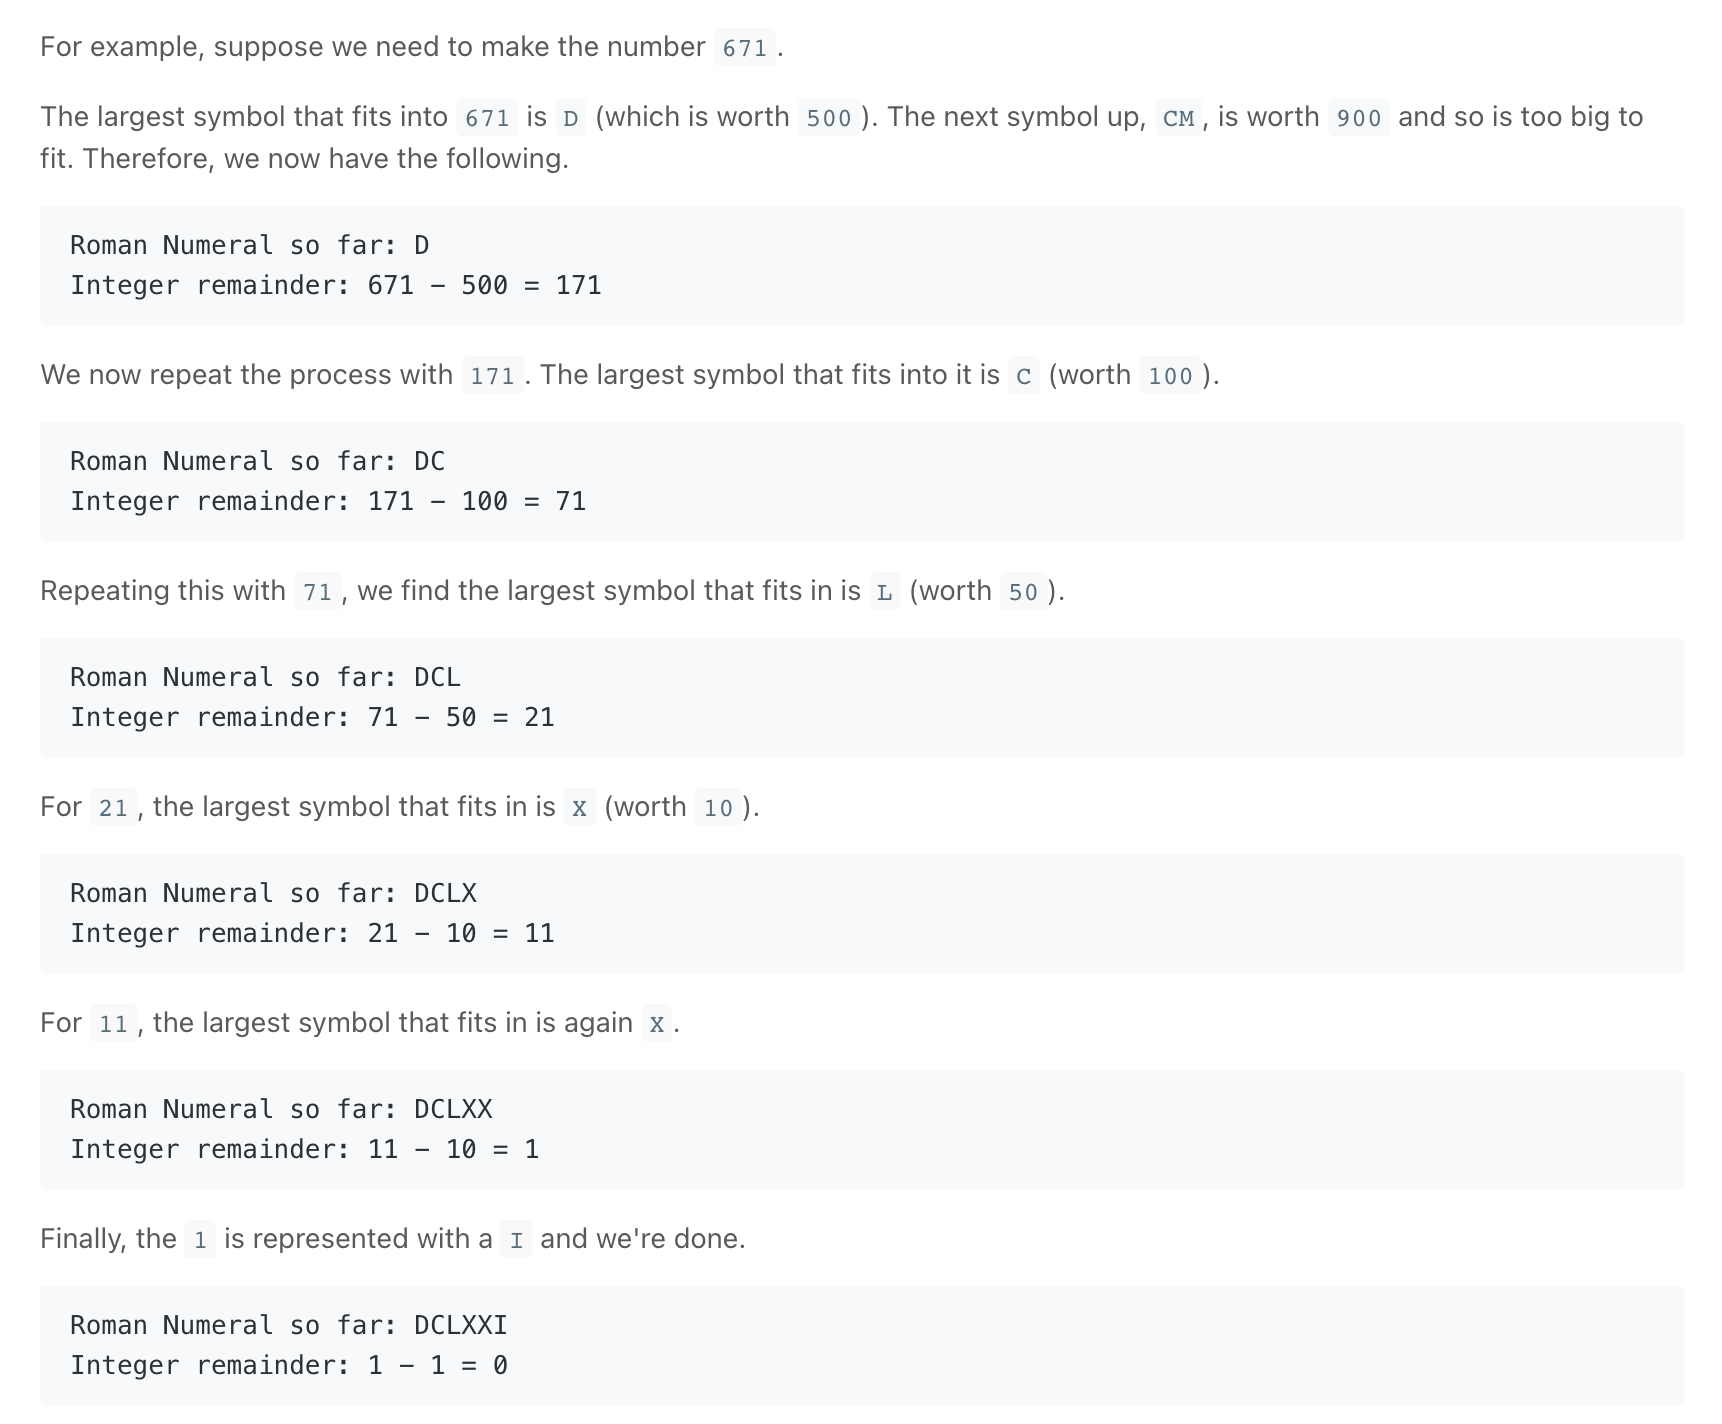 For example, suppose we need to make the number 671.
The largest symbol that fits into 671 is D (which is worth 500). The next symbol up, CM, is worth 900 and so is too big to
fit. Therefore, we now have the following.
Roman Numeral so far: D
Integer remainder: 671 - 500 = 171
We now repeat the process with 171. The largest symbol that fits into it is C (worth 100).
Roman Numeral so far: DC
Integer remainder: 171 - 100 = 71
Repeating this with 71, we find the largest symbol that fits in is L (worth 50).
Roman Numeral so far: DCL
Integer remainder: 71 - 50 = 21
For 21, the largest symbol that fits in is X (worth 10).
Roman Numeral so far: DCLX
Integer remainder: 21 - 10 = 11
For 11, the largest symbol that fits in is again X.
Roman Numeral so far: DCLXX
Integer remainder: 11 - 10 = 1
Finally, the 1 is represented with a I and we're done.
Roman Numeral so far: DCLXXI
Integer remainder: 1 - 1 = 0